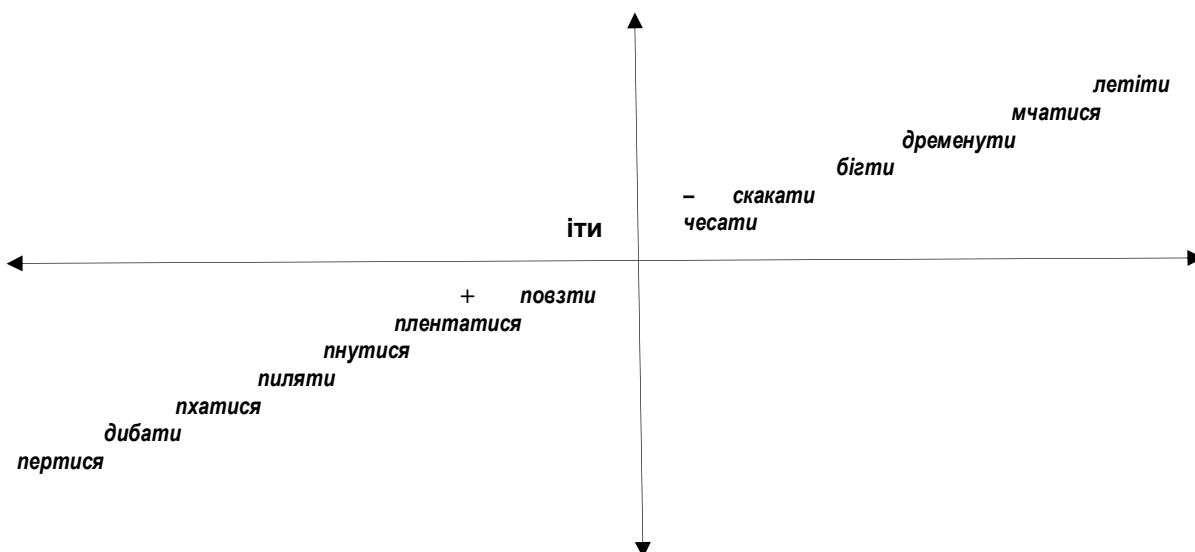 летіти
мчатися
дременути
бігти
– скакати
чесати
іти
+ повзти
плентатися
пнутися
пиляти
пхатися
дибати
пертися